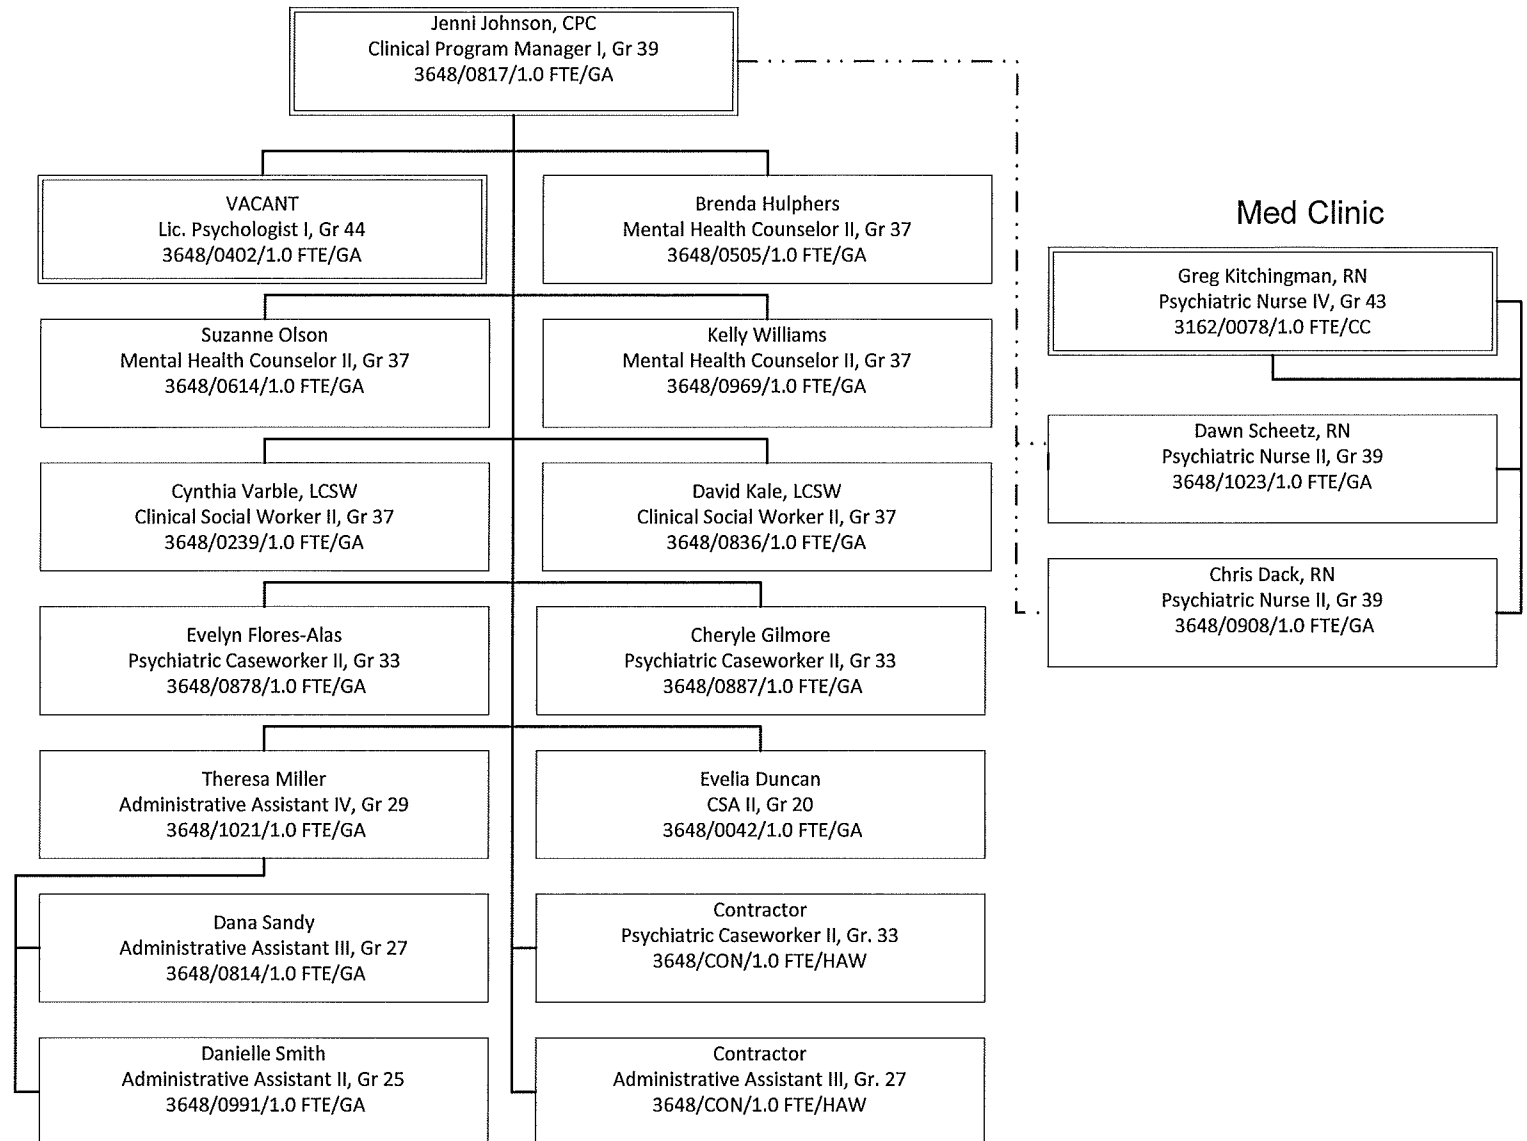 Jenni Johnson, CPC
Clinical Program Manager I, Gr 39
3648/0817/1.0 FTE/GA
VACANT
Lic. Psychologist I, Gr 44
3648/0402/1.0 FTE/GA
Brenda Hulphers
Mental Health Counselor II, Gr 37
3648/0505/1.0 FTE/GA
Suzanne Olson
Mental Health Counselor II, Gr 37
3648/0614/1.0 FTE/GA
Kelly Williams
Mental Health Counselor II, Gr 37
3648/0969/1.0 FTE/GA
Cynthia Varble, LCSW
Clinical Social Worker II, Gr 37
3648/0239/1.0 FTE/GA
David Kale, LCSW
Clinical Social Worker II, Gr 37
3648/0836/1.0 FTE/GA
Evelyn Flores-Alas
Psychiatric Caseworker II, Gr 33
3648/0878/1.0 FTE/GA
Cheryle Gilmore
Psychiatric Caseworker II, Gr 33
3648/0887/1.0 FTE/GA
Theresa Miller
Administrative Assistant IV, Gr 29
3648/1021/1.0 FTE/GA
Evelia Duncan
CSA II, Gr 20
3648/0042/1.0 FTE/GA
Dana Sandy
Administrative Assistant III, Gr 27
3648/0814/1.0 FTE/GA
Contractor
Psychiatric Caseworker II, Gr. 33
3648/CON/1.0 FTE/HAW
Danielle Smith
Administrative Assistant II, Gr 25
3648/0991/1.0 FTE/GA
Contractor
Administrative Assistant III, Gr. 27
3648/CON/1.0 FTE/HAW
Med Clinic
Greg Kitchingman, RN
Psychiatric Nurse IV, Gr 43
3162/0078/1.0 FTE/CC
Dawn Scheetz, RN
Psychiatric Nurse II, Gr 39
3648/1023/1.0 FTE/GA
Chris Dack, RN
Psychiatric Nurse II, Gr 39
3648/0908/1.0 FTE/GA